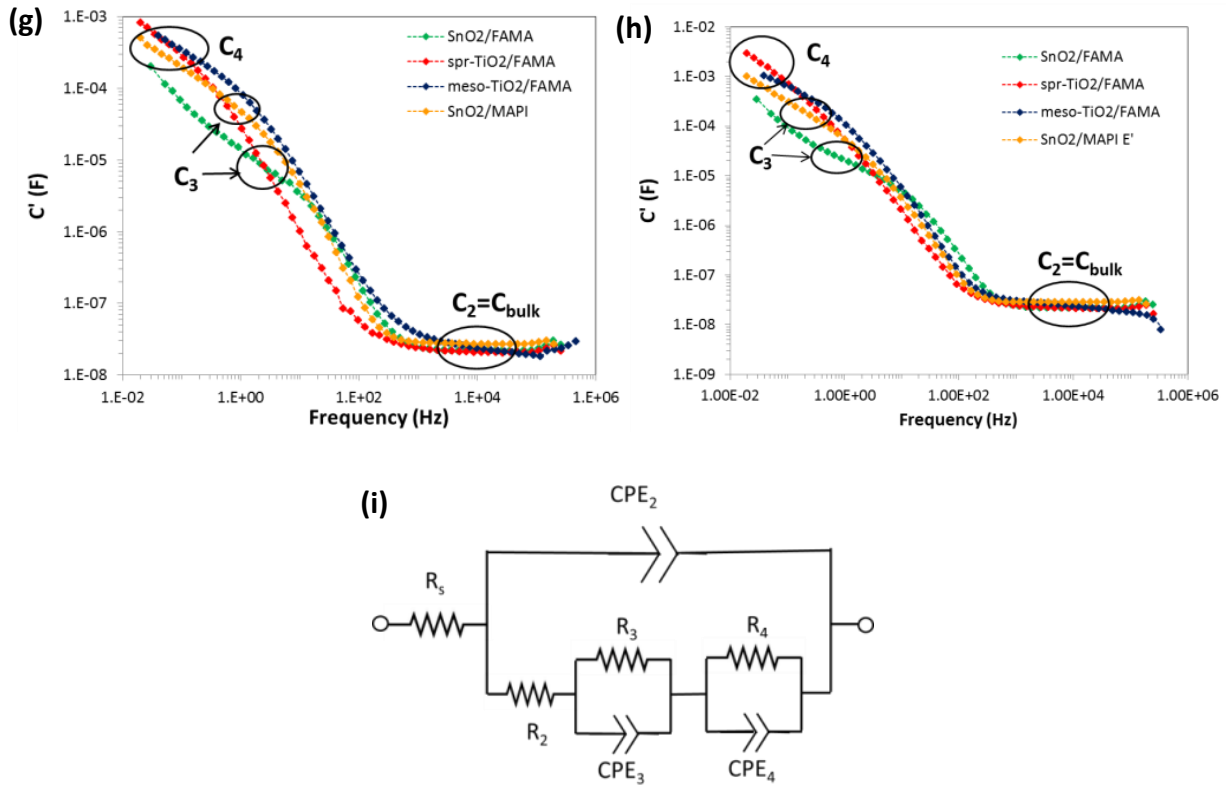 (g)
1.E-03
1.E-04
1.E-05
1.E-06
1.E-07
1.E-08
C' (F)
1.E-02 1.E+00 1.E+02 1.E+04 1.E+06
Frequency (Hz)
SnO2/FAMA
spr-TiO2/FAMA
meso-TiO2/FAMA
SnO2/MAPI
C4
C3
C2=Cbulk
(h)
1.E-02
1.E-03
1.E-04
1.E-05
1.E-06
1.E-07
1.E-08
1.E-09
C' (F)
1.00E-02 1.00E+00 1.00E+02 1.00E+04 1.00E+06
Frequency (Hz)
SnO2/FAMA
spr-TiO2/FAMA
meso-TiO2/FAMA
SnO2/MAPI E'
C4
C3
C2=Cbulk
(i)
CPE2
Rs
R3
R4
R2
CPE3
CPE4